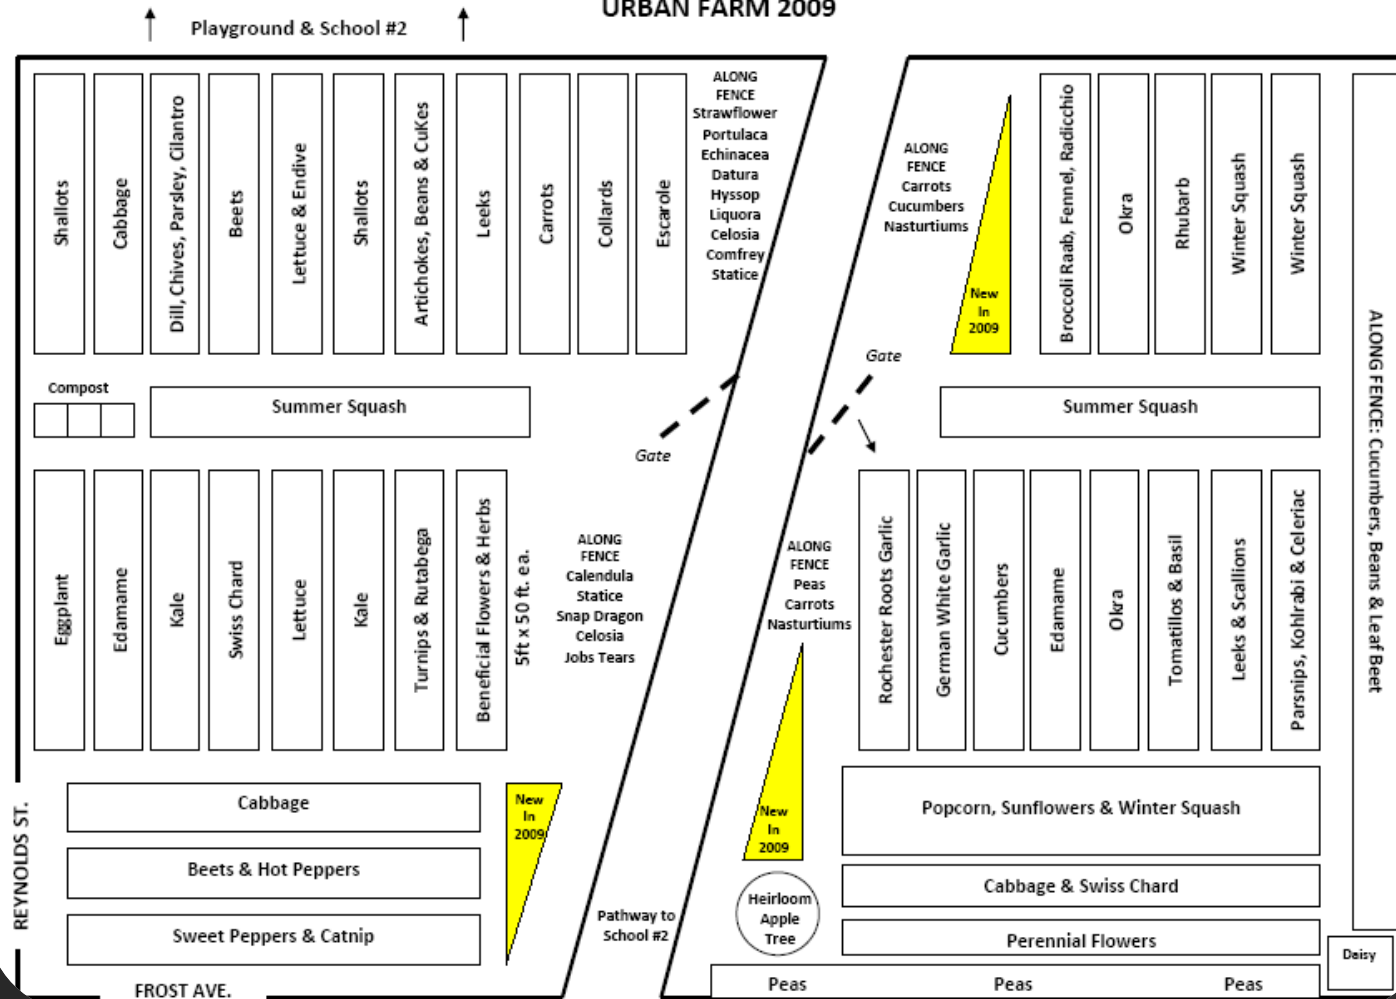 URBAN FARM 2009
Playground & School #2
Shallots
Cabbage
Dill, Chives, Parsley, Cilantro
Beets
Lettuce & Endive
Shallots
Artichokes, Beans & CuKes
Leeks
Carrots
Collards
Escarole
ALONG
FENCE
Strawflower
Portulaca
Echinacea
Datura
Hyssop
Liquora
Celosia
Comfrey
Statice
ALONG
FENCE
Carrots
Cucumbers
Nasturtiums
New
In
2009
Broccoli Raab, Fennel, Radicchio
Okra
Rhubarb
Winter Squash
Winter Squash
ALONG FENCE: Cucumbers, Beans & Leaf Beet
Compost
Summer Squash
Gate
Gate
Summer Squash
Eggplant
Edamame
Kale
Swiss Chard
Lettuce
Kale
Turnips & Rutabega
Beneficial Flowers & Herbs
5ft x 50 ft. ea.
ALONG
FENCE
Calendula
Statice
Snap Dragon
Celosia
Jobs Tears
ALONG
FENCE
Peas
Carrots
Nasturtiums
Rochester Roots Garlic
German White Garlic
Cucumbers
Edamame
Okra
Tomatillos & Basil
Leeks & Scallions
Parsnips, Kohlrabi & Celeriac
REYNOLDS ST.
Cabbage
Beets & Hot Peppers
Sweet Peppers & Catnip
New
In
2009
New
In
2009
Popcorn, Sunflowers & Winter Squash
Cabbage & Swiss Chard
Perennial Flowers
Heirloom
Apple
Tree
Pathway to
School #2
Daisy
Peas Peas Peas
FROST AVE.